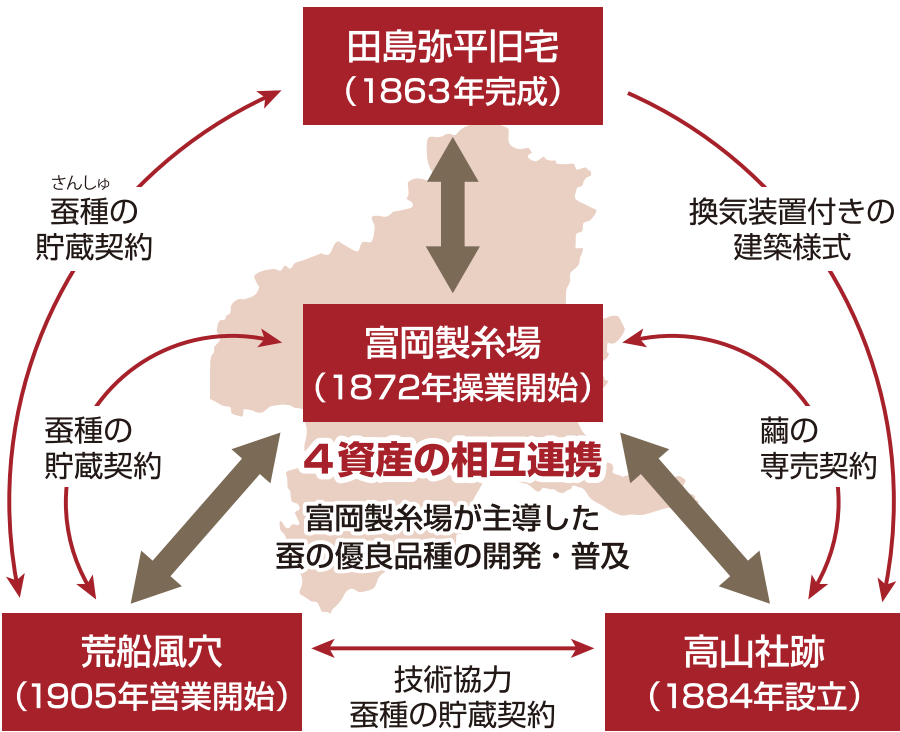 田島弥平旧宅
（1863年完成）
さんしゅ
蚕種の
貯蔵契約
換気装置付きの
建築様式
富岡製糸場
（1872年操業開始）
蚕種の
貯蔵契約
繭の
専売契約
4資産の相互連携
富岡製糸場が主導した
蚕の優良品種の開発・普及
荒船風穴
（1905年営業開始）
高山社跡
（1884年設立）
技術協力
蚕種の貯蔵契約